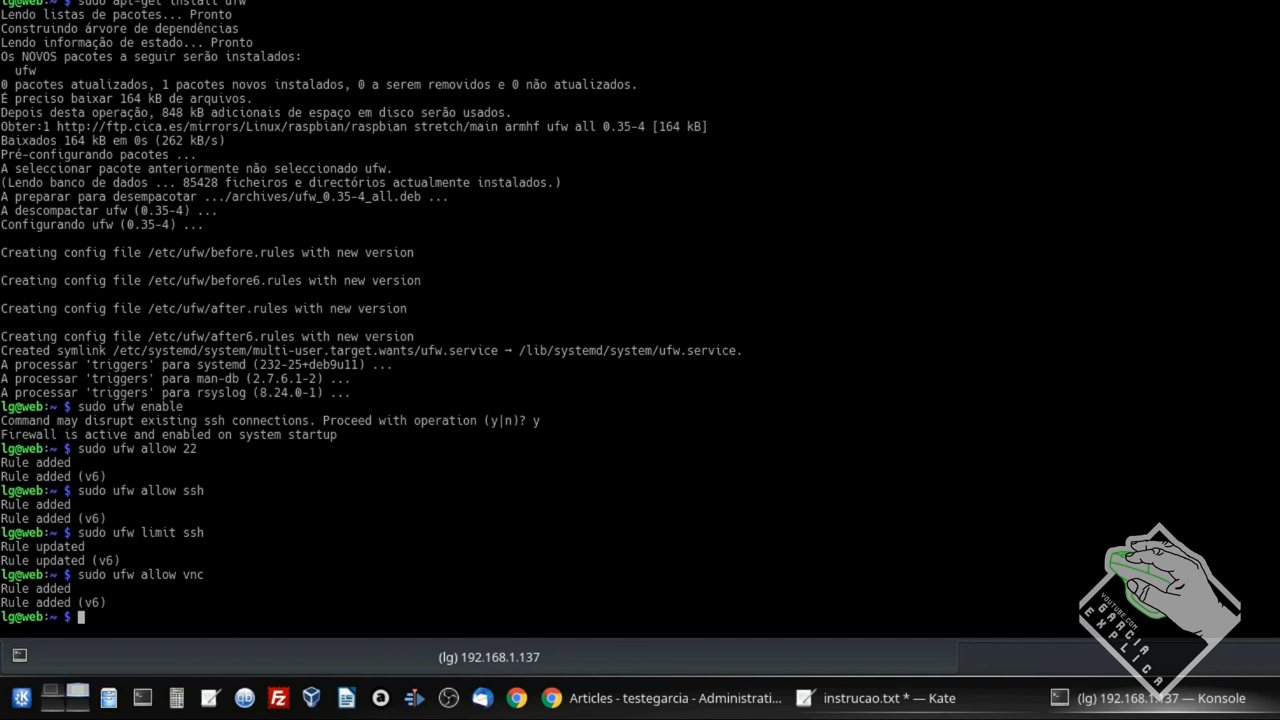 lg@web:~ $ sudo apt-get install ufw
Lendo listas de pacotes... Pronto
Construindo árvore de dependências
Lendo informação de estado... Pronto
Os NOVOS pacotes a seguir serão instalados:
ufw
0 pacotes atualizados, 1 pacotes novos instalados, 0 a serem removidos e 0 não atualizados.
É preciso baixar 164 kB de arquivos.
Depois desta operação, 848 kB adicionais de espaço em disco serão usados.
Obter:1 http://ftp.cica.es/mirrors/Linux/raspbian/raspbian stretch/main armhf ufw all 0.35-4 [164 kB]
Baixados 164 kB em 0s (262 kB/s)
Pré-configurando pacotes ...
A seleccionar pacote anteriormente não seleccionado ufw.
(Lendo banco de dados ... 85428 ficheiros e directórios actualmente instalados.)
A preparar para desempacotar .../archives/ufw_0.35-4_all.deb ...
A descompactar ufw (0.35-4) ...
Configurando ufw (0.35-4) ...
Creating config file /etc/ufw/before.rules with new version
Creating config file /etc/ufw/before6.rules with new version
Creating config file /etc/ufw/after.rules with new version
Creating config file /etc/ufw/after6.rules with new version
Created symlink /etc/systemd/system/multi-user.target.wants/ufw.service → /lib/systemd/system/ufw.service.
A processar 'triggers' para systemd (232-25+deb9u11) ...
A processar 'triggers' para man-db (2.7.6.1-2) ...
A processar 'triggers' para rsyslog (8.24.0-1) ...
lg@web:~ $ sudo ufw enable
Command may disrupt existing ssh connections. Proceed with operation (y|n)? y
Firewall is active and enabled on system startup
lg@web:~ $ sudo ufw allow 22
Rule added
Rule added (v6)
lg@web:~ $ sudo ufw allow ssh
Rule added
Rule added (v6)
lg@web:~ $ sudo ufw limit ssh
Rule updated
Rule updated (v6)
lg@web:~ $ sudo ufw allow vnc
Rule added
Rule added (v6)
lg@web:~ $
YOUTUBE.COM
GARCIA
EXPLICA
(lg) 192.168.1.137
Articles - testegarcia - Administrati...
instrucao.txt * — Kate
(lg) 192.168.1.137 — Konsole